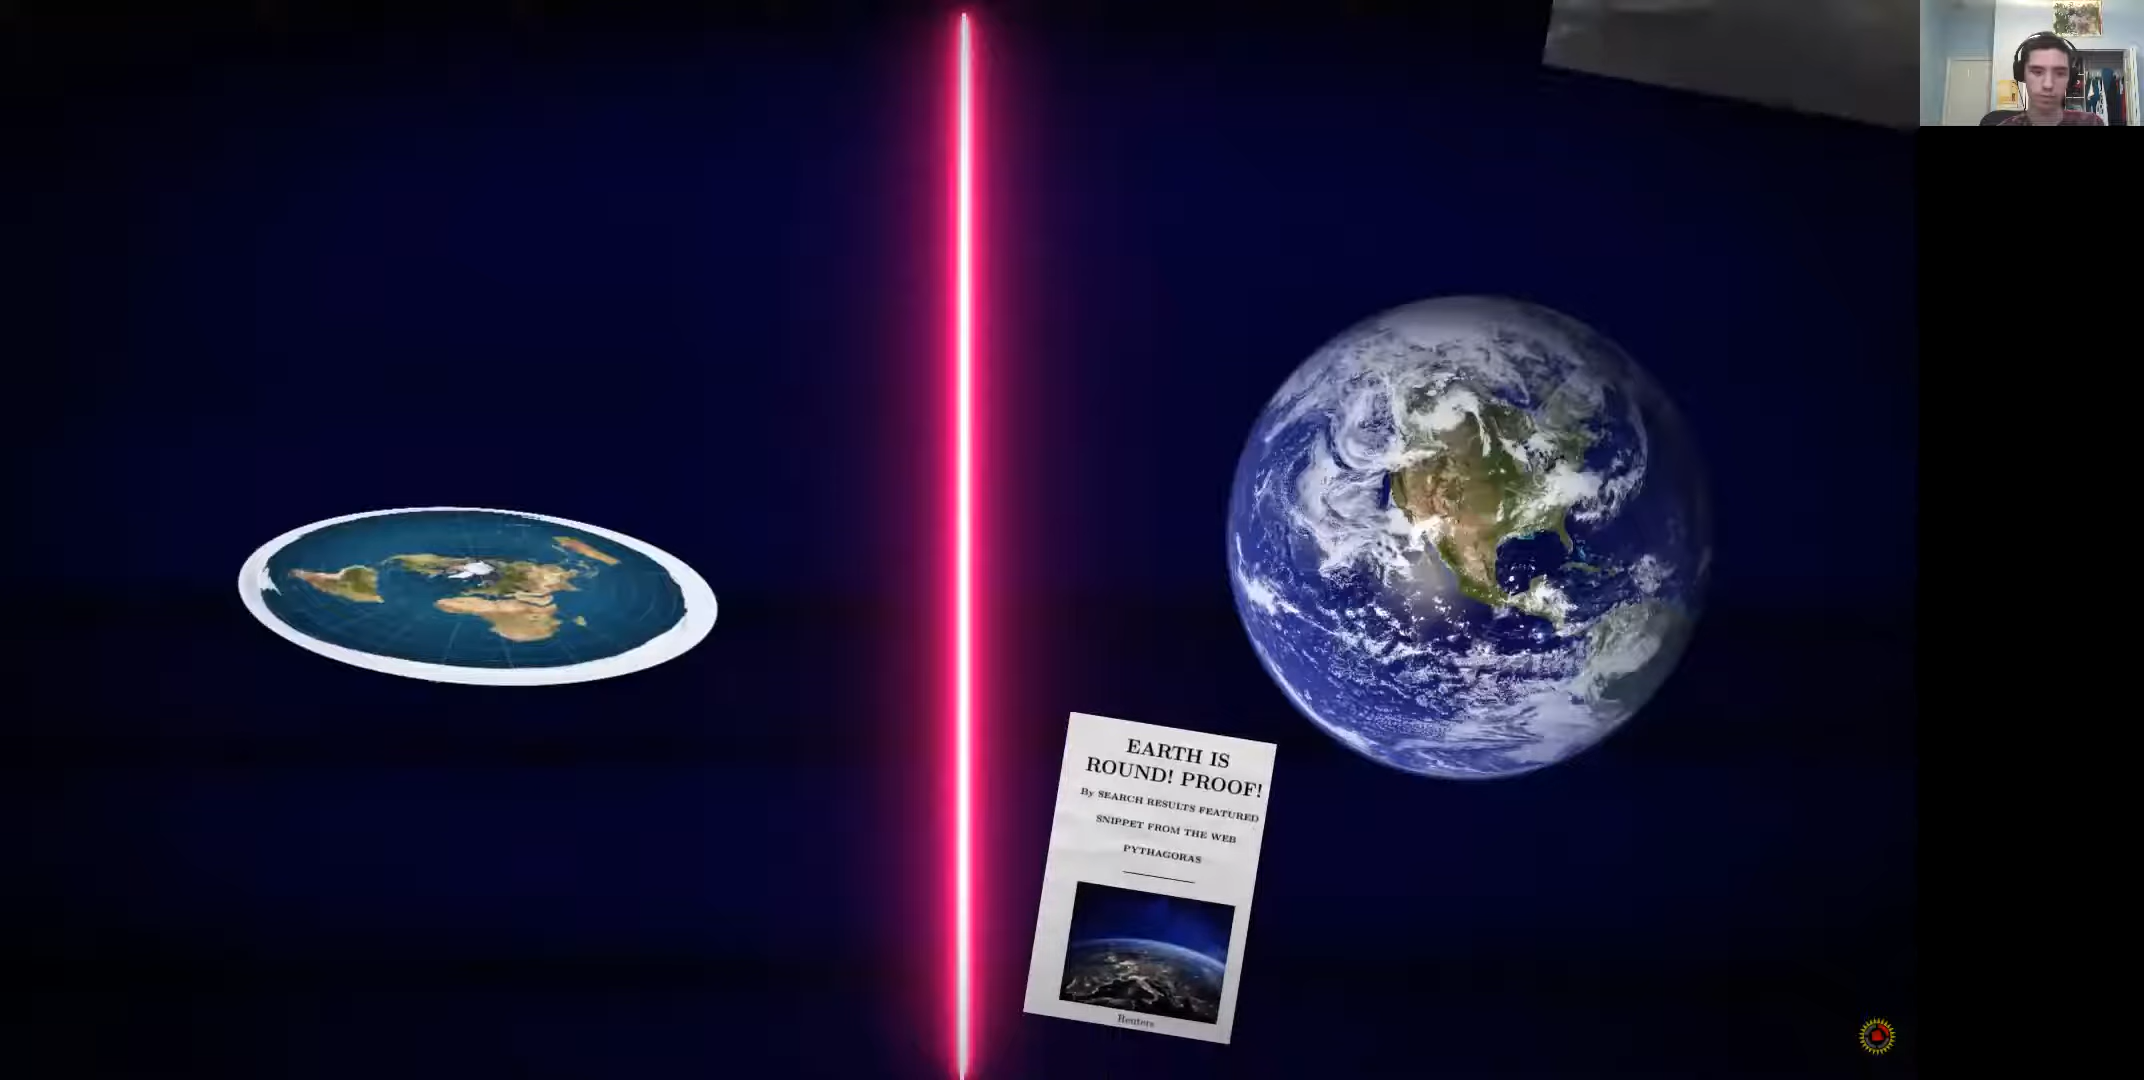 EARTH IS
ROUND! PROOF!
By SEARCH RESULTS FEATURED
SNIPPET FROM THE WEB
PYTHAGORAS
Reuters